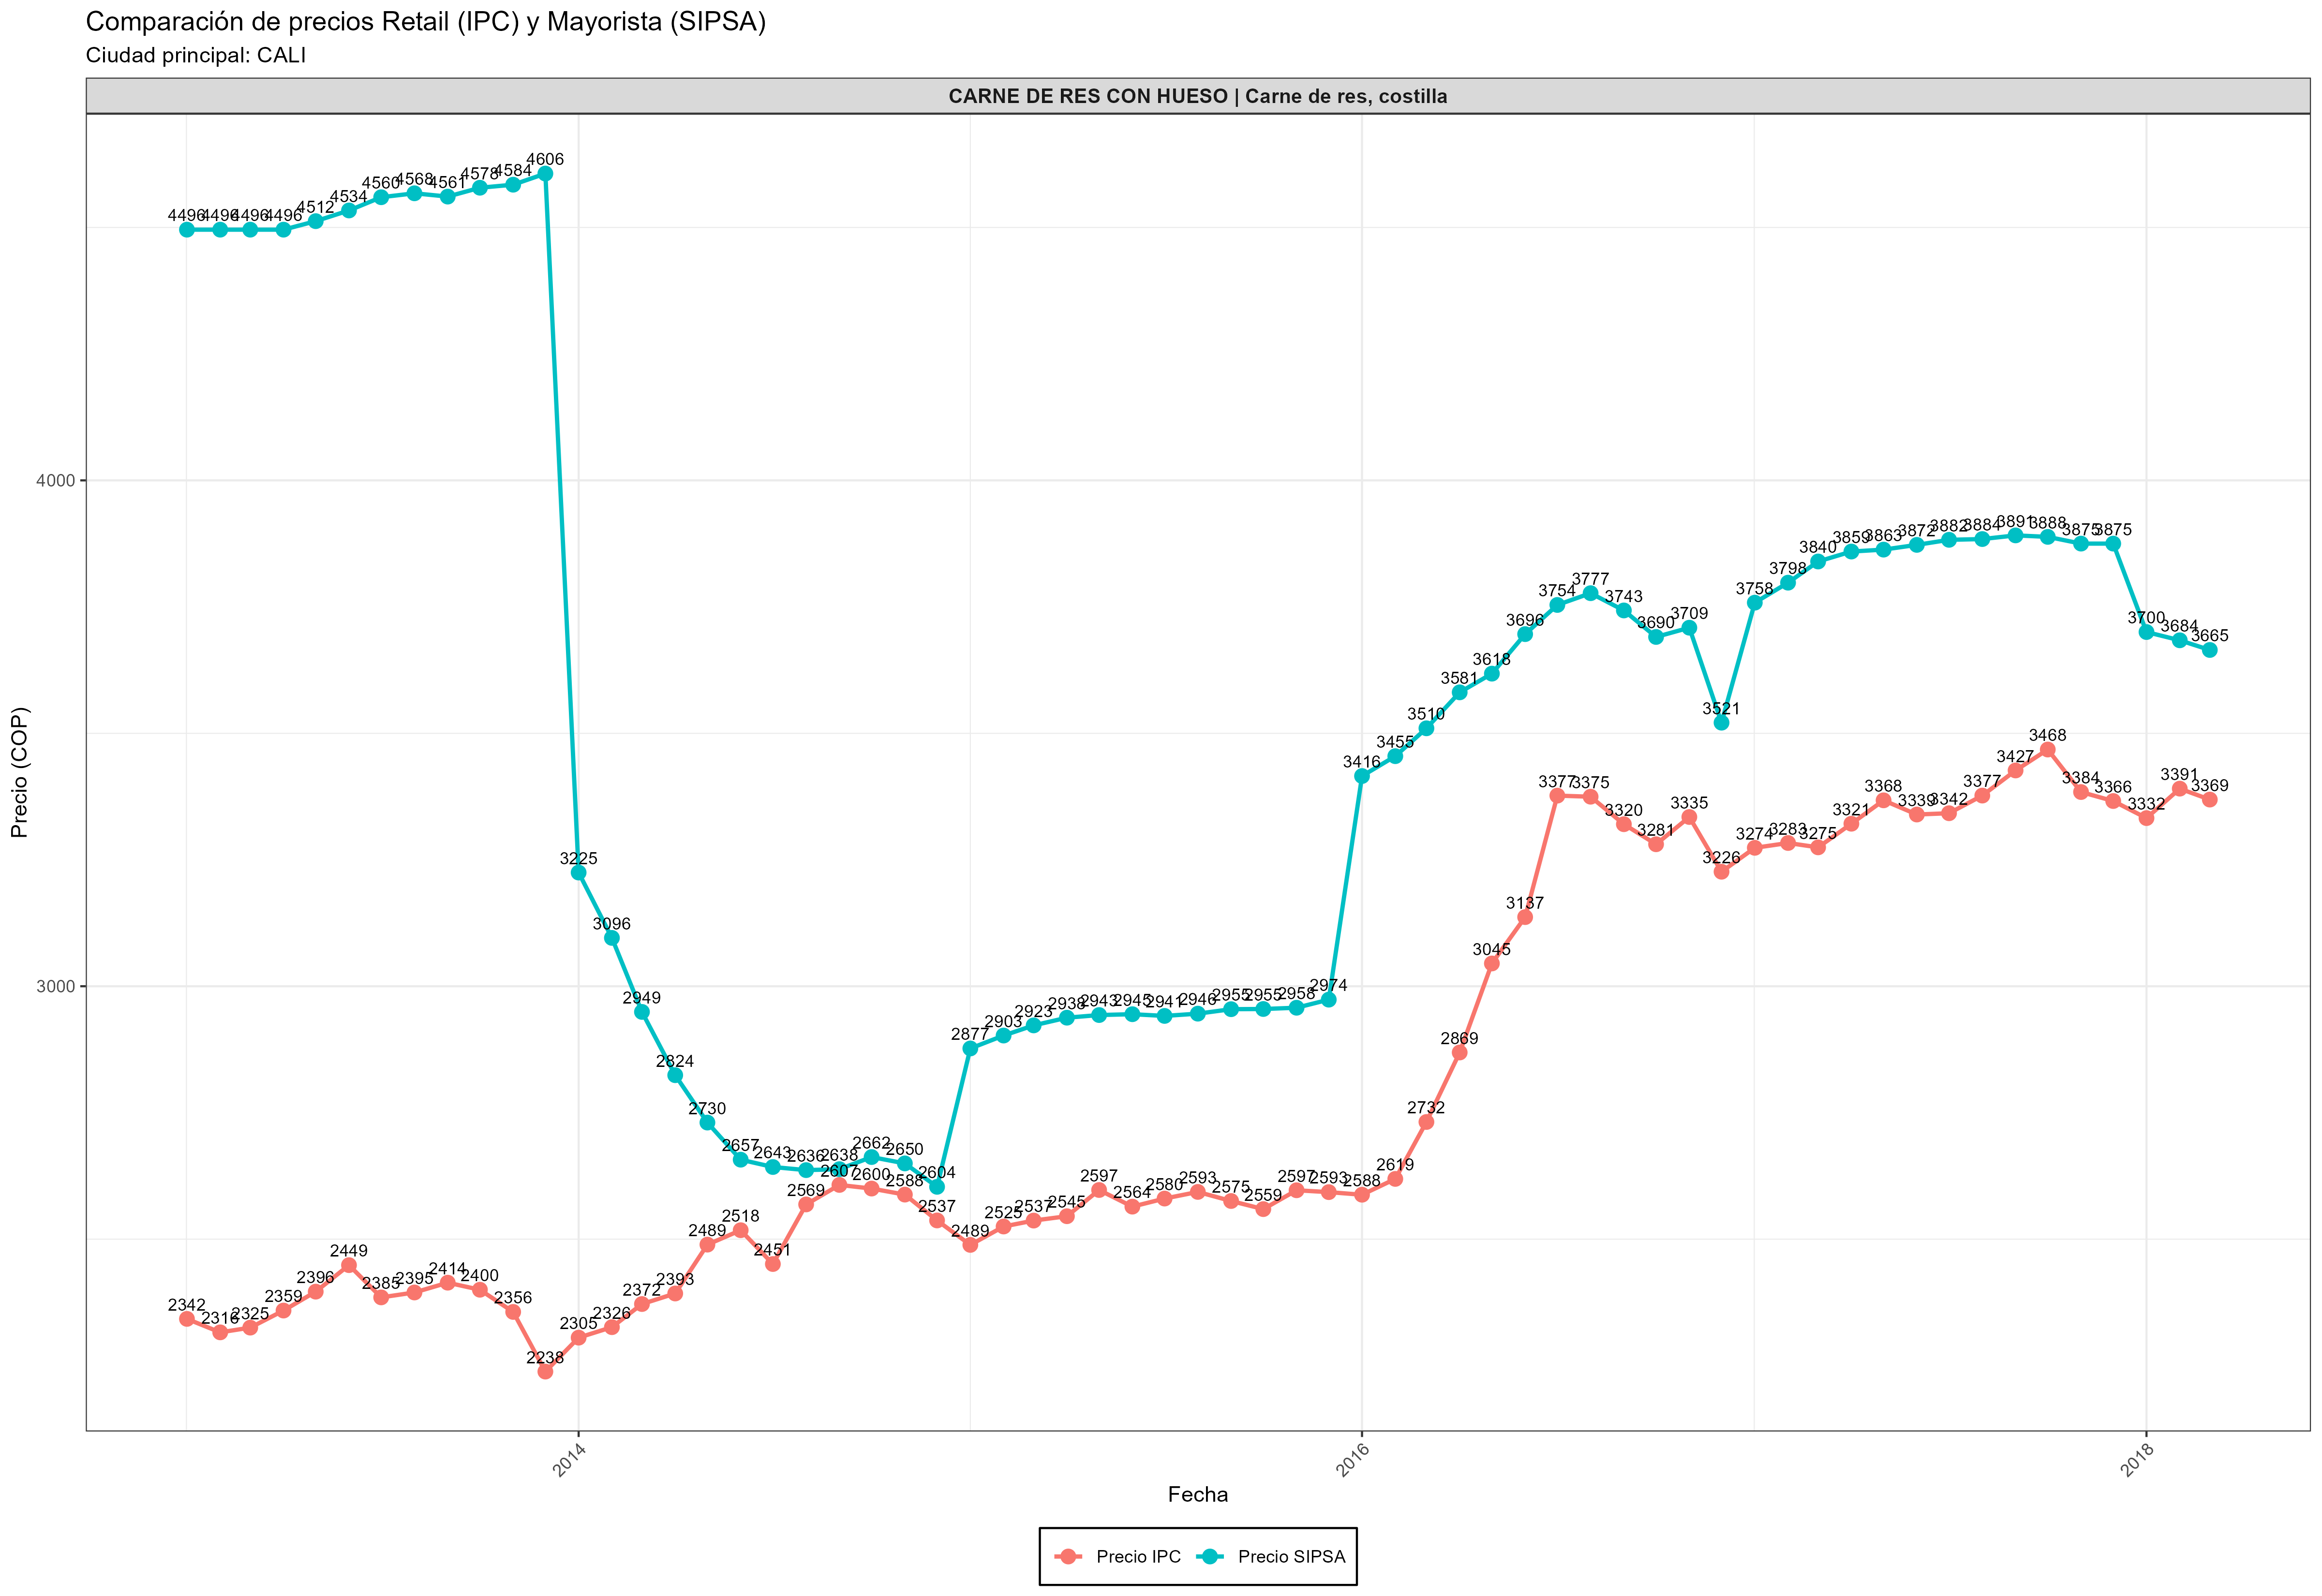 Comparación de precios Retail (IPC) y Mayorista (SIPSA)
Ciudad principal: CALI
CARNE DE RES CON HUESO | Carne de res, costilla
Precio (COP)
4000
3000
4496 4496 4496 4496 4512 4534 4560 4568 4561 4578 4584 4606
3225 3096 2949 2824 2730 2657 2643 2636 2638 2662 2650 2604
2877 2903 2923 2938 2943 2945 2941 2946 2955 2955 2958 2974
3416 3455 3510 3581 3618 3696 3754 3777 3743 3690 3709 3521
3758 3798 3840 3859 3863 3872 3882 3884 3891 3888 3875 3875
3700 3684 3665
2342 2316 2325 2359 2396 2449 2385 2395 2414 2400 2356 2238
2305 2326 2372 2393 2489 2518 2451 2569 2607 2600 2588 2537
2489 2525 2537 2545 2597 2564 2580 2593 2575 2559 2597 2593
2588 2619 2732 2869 3045 3137 3377 3375 3320 3281 3335 3226
3274 3283 3275 3321 3368 3339 3342 3377 3427 3468 3384 3366
3332 3391 3369
2014
2016
2018
Fecha
Precio IPC
Precio SIPSA